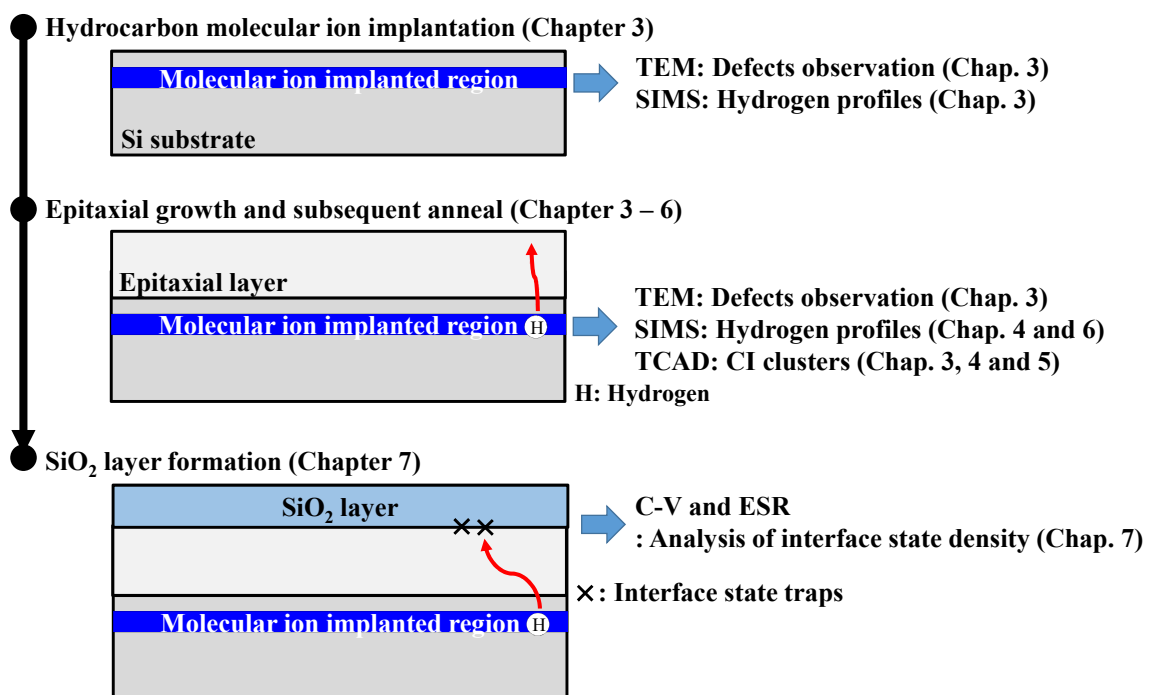 Hydrocarbon molecular ion implantation (Chapter 3)
Molecular ion implanted region
Si substrate
TEM: Defects observation (Chap. 3)
SIMS: Hydrogen profiles (Chap. 3)
Epitaxial growth and subsequent anneal (Chapter 3 – 6)
Epitaxial layer
Molecular ion implanted region H
TEM: Defects observation (Chap. 3)
SIMS: Hydrogen profiles (Chap. 4 and 6)
TCAD: CI clusters (Chap. 3, 4 and 5)
H: Hydrogen
SiO₂ layer formation (Chapter 7)
SiO₂ layer
C-V and ESR
: Analysis of interface state density (Chap. 7)
×: Interface state traps
Molecular ion implanted region H